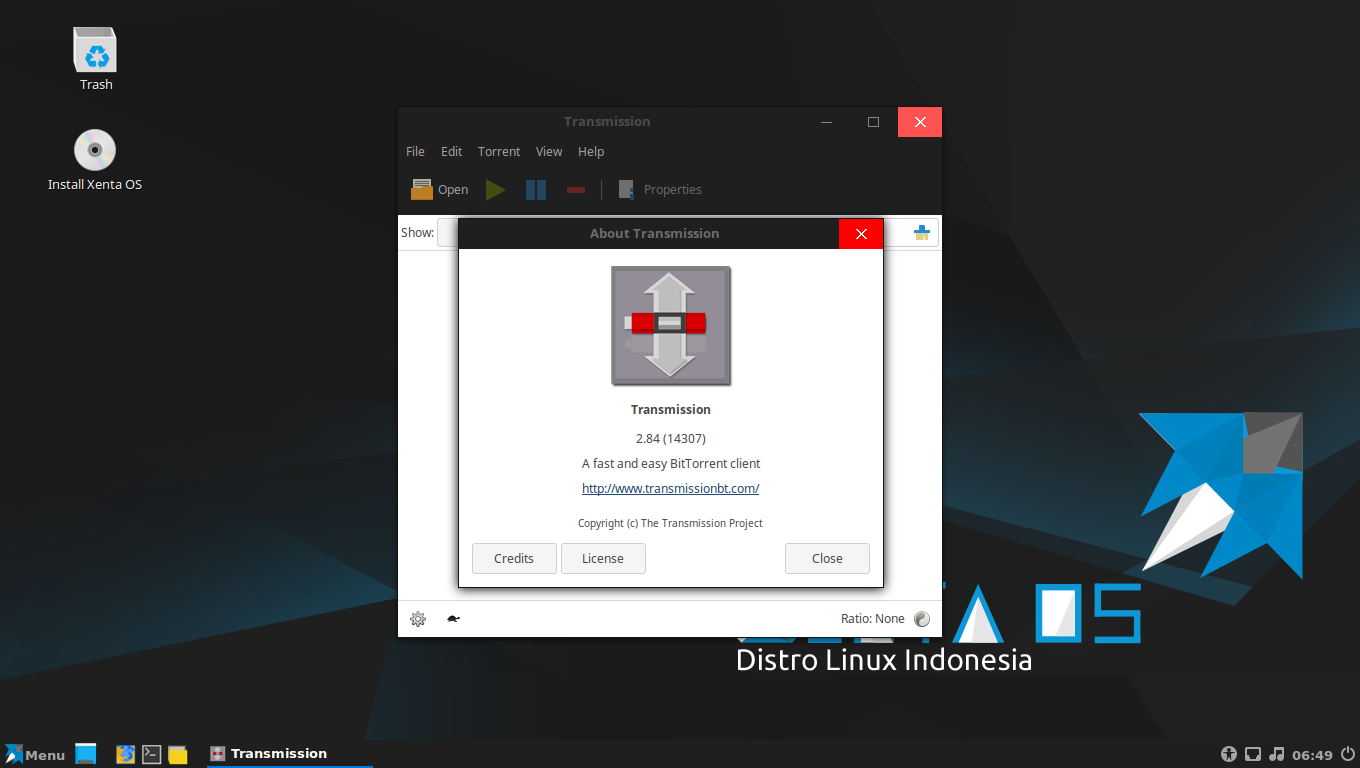 Trash
Install Xenta OS
Transmission
File Edit Torrent View Help
Open Properties
Show:
About Transmission
Transmission
2.84 (14307)
A fast and easy BitTorrent client
http://www.transmissionbt.com/
Copyright (c) The Transmission Project
Credits License Close
Ratio: None
OS
Distro Linux Indonesia
Menu Transmission 06:49